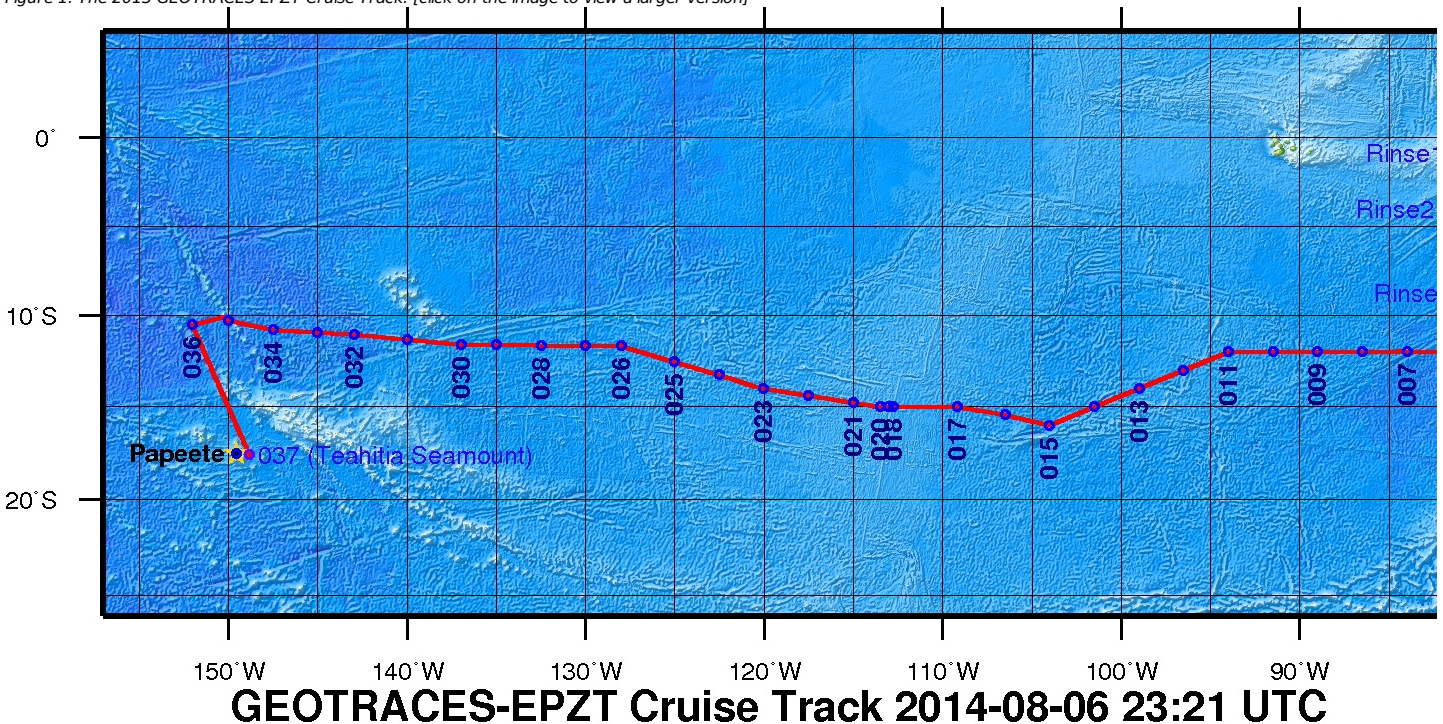 Figure 1. The 2013 GEOTRACES EPZT Cruise Track. [click on the image to view a larger version]
0°
Rinse1
Rinse2
Rinse
10°S
036
034
032
030
028
026
025
023
021
020
018
017
015
013
011
009
007
Papeete
037 (Teahitia Seamount)
20°S
150°W
140°W
130°W
120°W
110°W
100°W
90°W
GEOTRACES-EPZT Cruise Track 2014-08-06 23:21 UTC